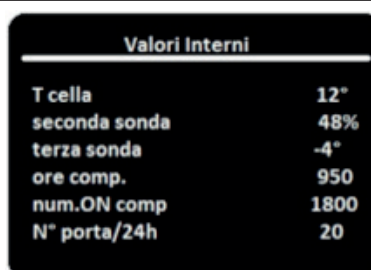 Valori Interni
T cella 12°
seconda sonda 48%
terza sonda -4°
ore comp. 950
num.ON comp 1800
N° porta/24h 20